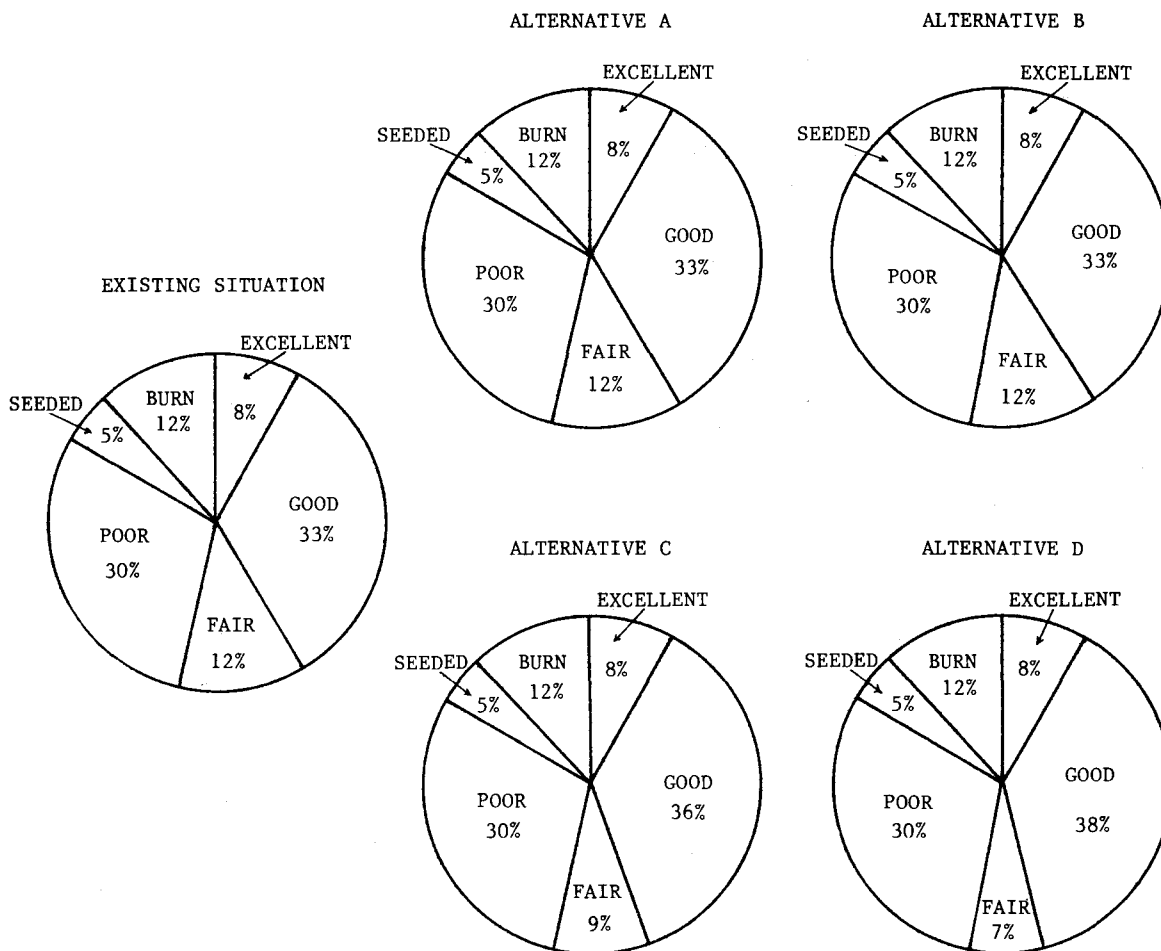 EXISTING SITUATION
EXCELLENT
8%
GOOD
33%
FAIR
12%
POOR
30%
SEEDED
5%
BURN
12%
ALTERNATIVE A
EXCELLENT
8%
GOOD
33%
FAIR
12%
POOR
30%
SEEDED
5%
BURN
12%
ALTERNATIVE B
EXCELLENT
8%
GOOD
33%
FAIR
12%
POOR
30%
SEEDED
5%
BURN
12%
ALTERNATIVE C
EXCELLENT
8%
GOOD
36%
FAIR
9%
POOR
30%
SEEDED
5%
BURN
12%
ALTERNATIVE D
EXCELLENT
8%
GOOD
38%
FAIR
7%
POOR
30%
SEEDED
5%
BURN
12%